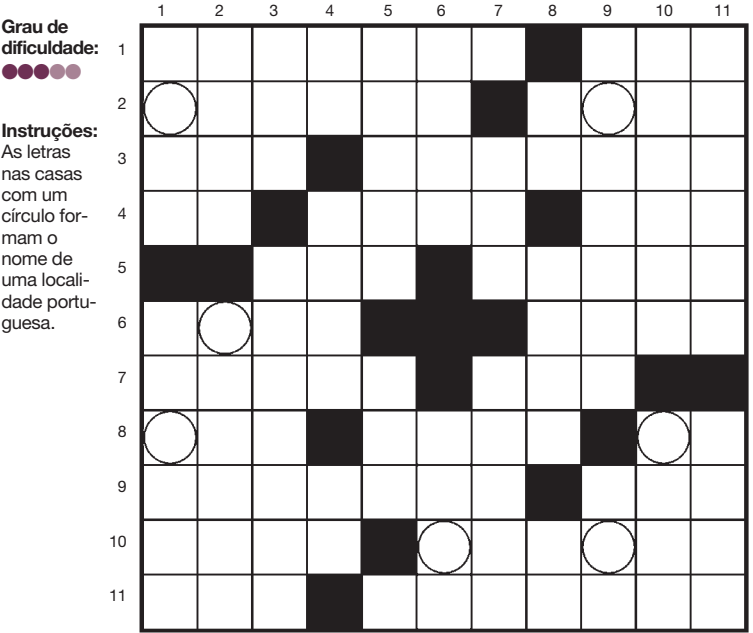 1 2 3 4 5 6 7 8 9 10 11
Grau de
dificuldade:
Instruções:
As letras
nas casas
com um
círculo for-
mam o
nome de
uma locali-
dade portu-
guesa.
1
2
3
4
5
6
7
8
9
10
11